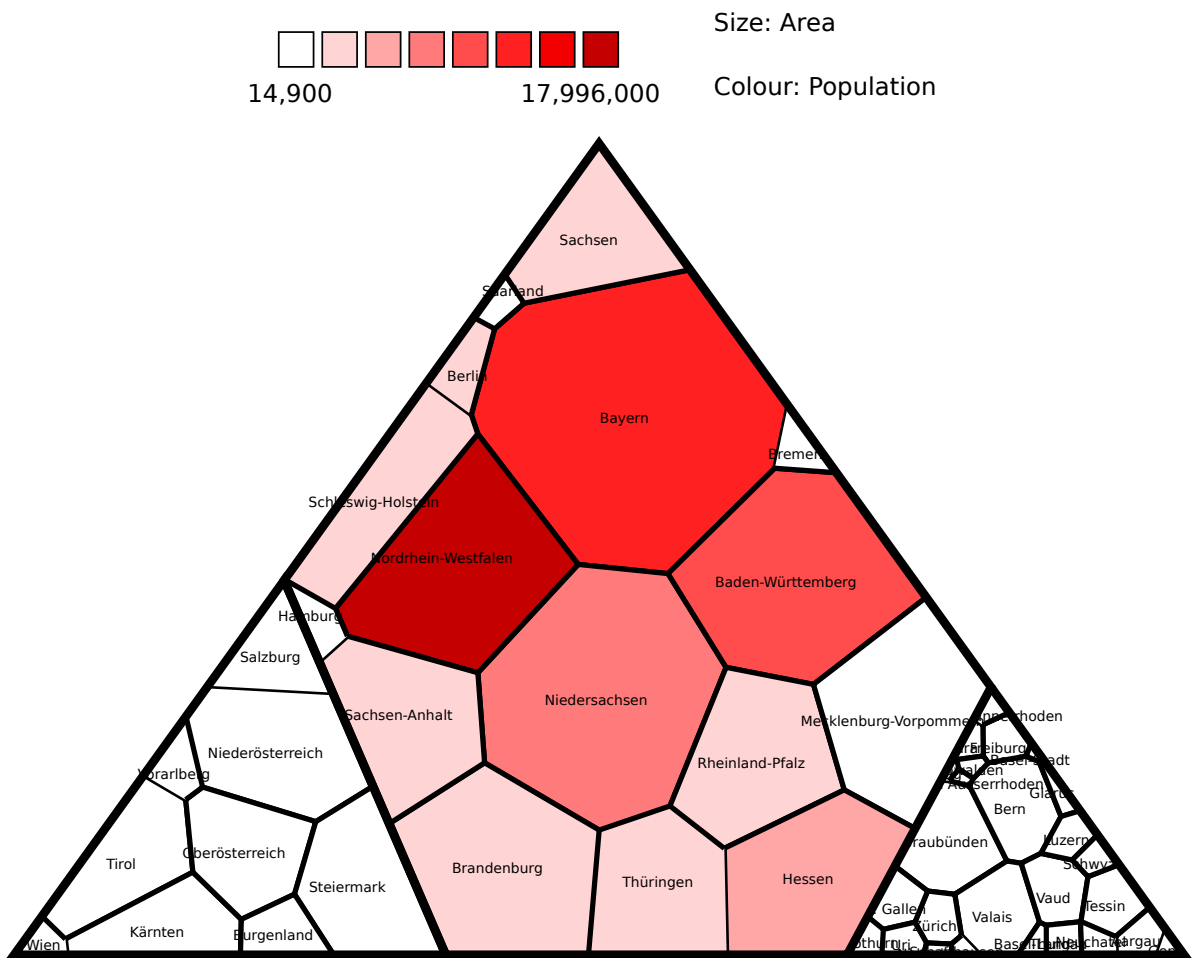 Size: Area
14,900
17,996,000
Colour: Population
Sachsen
Saarland
Berlin
Bayern
Bremen
Schleswig-Holstein
Nordrhein-Westfalen
Baden-Württemberg
Hamburg
Salzburg
Niedersachsen
Sachsen-Anhalt
Mecklenburg-Vorpommern
Niederösterreich
Freiburg
Rheinland-Pfalz
Basel-Stadt
Vorarlberg
Ausserrhoden
Glarus
Bern
Luzern
Graubünden
Oberösterreich
Tirol
Schwyz
Brandenburg
Hessen
Thüringen
Steiermark
Vaud
Tessin
Gallen
Valais
Zürich
Kärnten
Burgenland
Wien
Uri
Neuchatel
Aargau